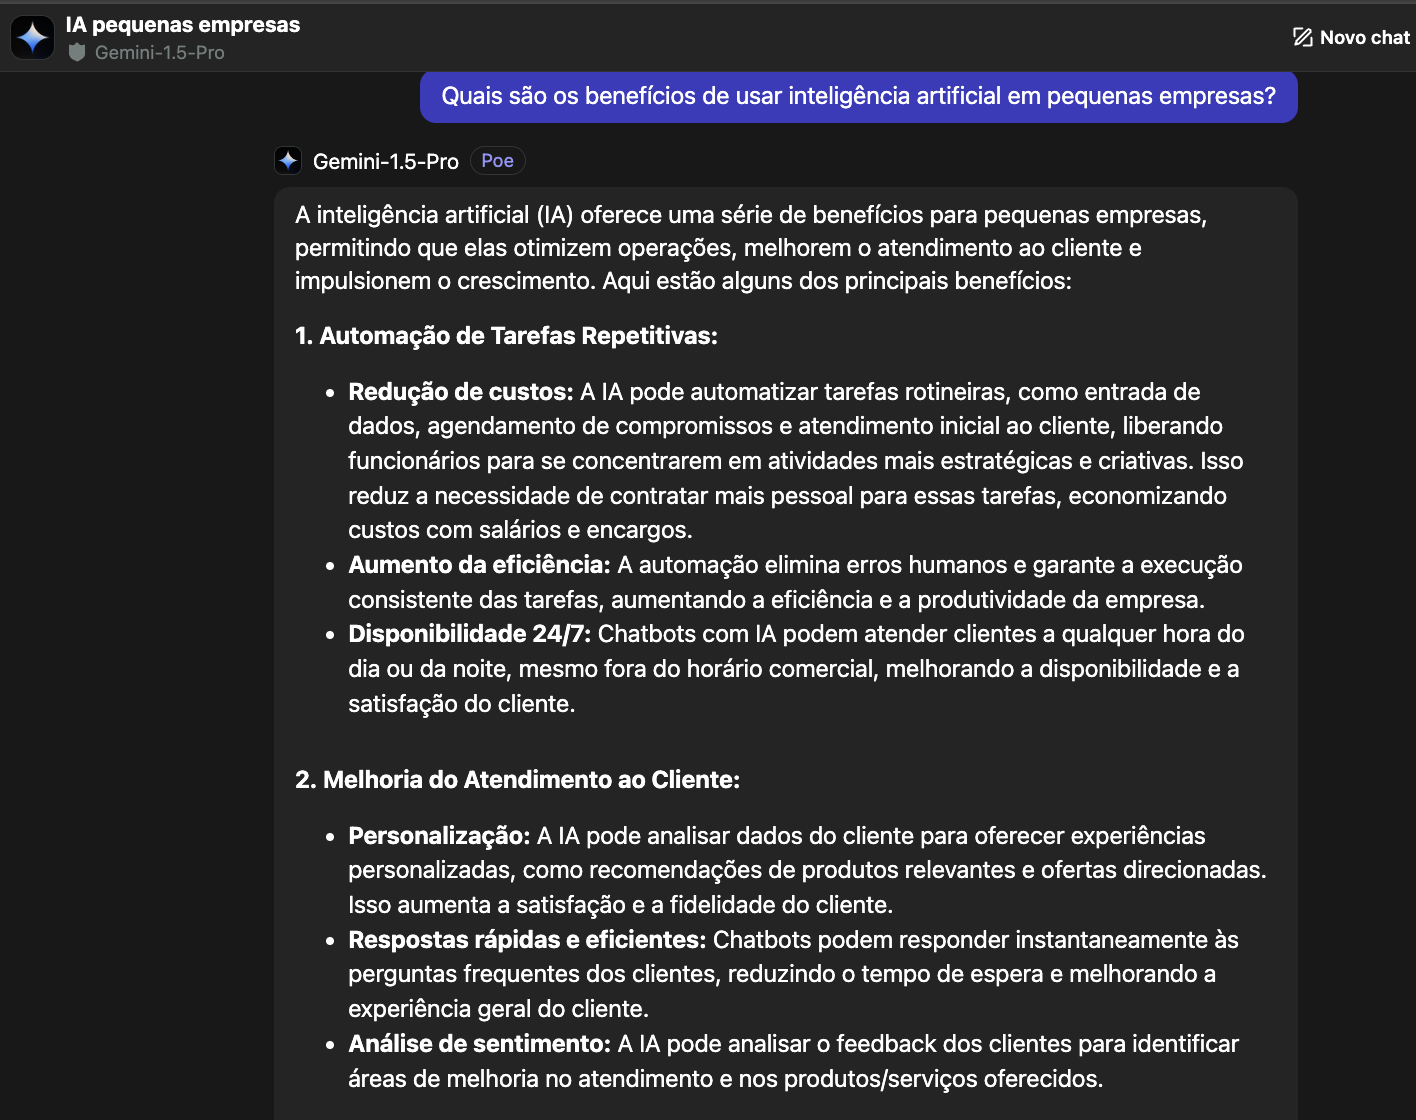 IA pequenas empresas
Gemini-1.5-Pro
Novo chat
Quais são os benefícios de usar inteligência artificial em pequenas empresas?
Gemini-1.5-Pro Poe
A inteligência artificial (IA) oferece uma série de benefícios para pequenas empresas,
permitindo que elas otimizem operações, melhorem o atendimento ao cliente e
impulsionem o crescimento. Aqui estão alguns dos principais benefícios:
1. Automação de Tarefas Repetitivas:
• Redução de custos: A IA pode automatizar tarefas rotineiras, como entrada de
dados, agendamento de compromissos e atendimento inicial ao cliente, liberando
funcionários para se concentrarem em atividades mais estratégicas e criativas. Isso
reduz a necessidade de contratar mais pessoal para essas tarefas, economizando
custos com salários e encargos.
• Aumento da eficiência: A automação elimina erros humanos e garante a execução
consistente das tarefas, aumentando a eficiência e a produtividade da empresa.
• Disponibilidade 24/7: Chatbots com IA podem atender clientes a qualquer hora do
dia ou da noite, mesmo fora do horário comercial, melhorando a disponibilidade e a
satisfação do cliente.
2. Melhoria do Atendimento ao Cliente:
• Personalização: A IA pode analisar dados do cliente para oferecer experiências
personalizadas, como recomendações de produtos relevantes e ofertas direcionadas.
Isso aumenta a satisfação e a fidelidade do cliente.
• Respostas rápidas e eficientes: Chatbots podem responder instantaneamente às
perguntas frequentes dos clientes, reduzindo o tempo de espera e melhorando a
experiência geral do cliente.
• Análise de sentimento: A IA pode analisar o feedback dos clientes para identificar
áreas de melhoria no atendimento e nos produtos/serviços oferecidos.